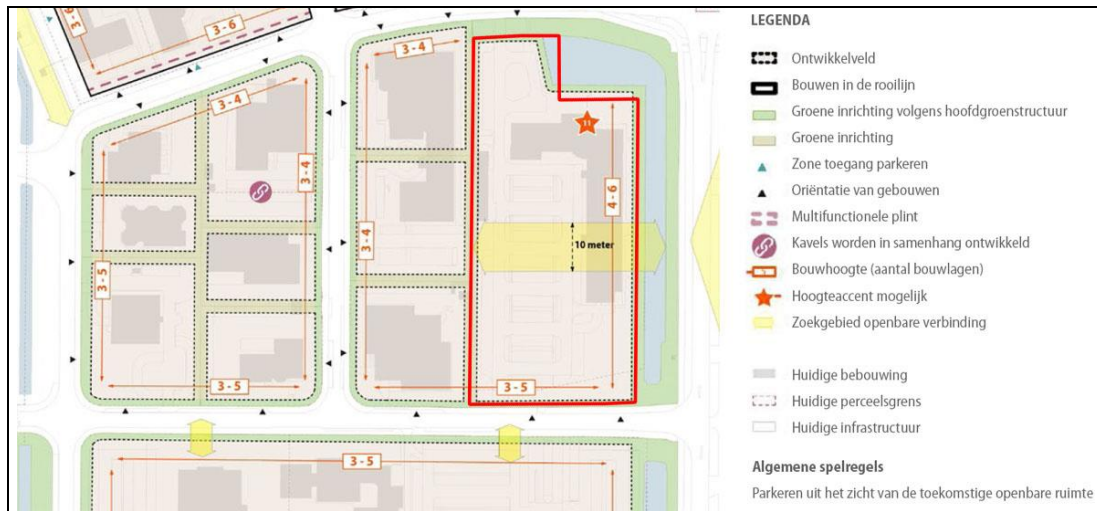 3-6
3 - 6
3 - 4
3 - 4
3 - 4
11
3 - 4
4 - 6
10 meter
3 - 5
3 - 5
3 - 5
3 - 5
LEGENDA
Ontwikkelveld
Bouwen in de rooilijn
Groene inrichting volgens hoofdgroenstructuur
Groene inrichting
Zone toegang parkeren
Oriëntatie van gebouwen
Multifunctionele plint
Kavels worden in samenhang ontwikkeld
Bouwhoogte (aantal bouwlagen)
Hoogteaccent mogelijk
Zoekgebied openbare verbinding
Huidige bebouwing
Huidige perceelsgrens
Huidige infrastructuur
Algemene spelregels
Parkeren uit het zicht van de toekomstige openbare ruimte